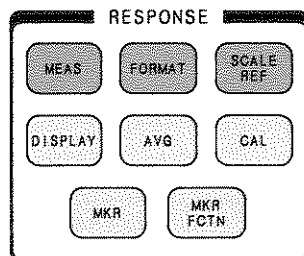 RESPONSE
MEAS FORMAT SCALE REF
DISPLAY AVG CAL
MKR MKR FCTN